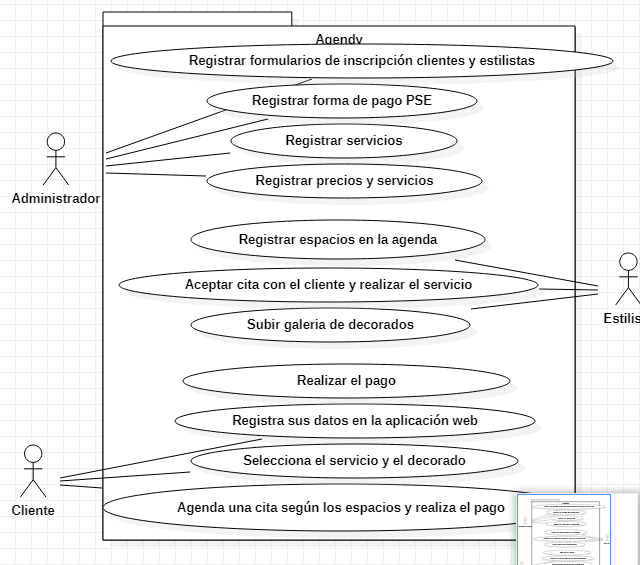 Agendy
Registrar formularios de inscripción clientes y estilistas
Registrar forma de pago PSE
Registrar servicios
Administrador
Registrar precios y servicios
Registrar espacios en la agenda
Aceptar cita con el cliente y realizar el servicio
Estilis
Subir galeria de decorados
Realizar el pago
Registra sus datos en la aplicación web
Selecciona el servicio y el decorado
Cliente
Agenda una cita según los espacios y realiza el pago